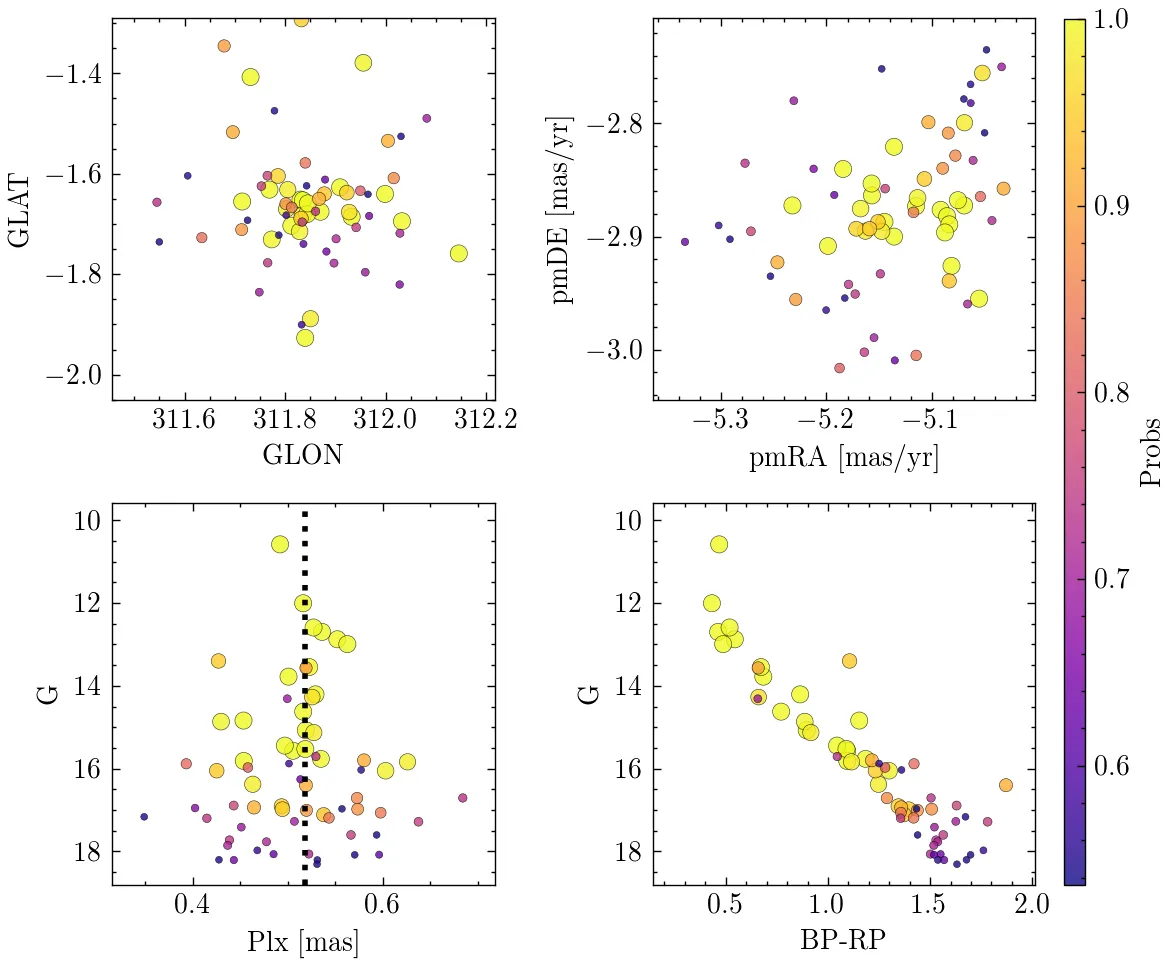 −1.4
−1.6
−1.8
−2.0
GLAT
311.6 311.8 312.0 312.2
GLON
−2.8
−2.9
−3.0
pmDE [mas/yr]
−5.3 −5.2 −5.1
pmRA [mas/yr]
10
12
14
16
18
G
0.4 0.6
Plx [mas]
10
12
14
16
18
G
0.5 1.0 1.5 2.0
BP-RP
1.0
0.9
0.8
0.7
0.6
Probs